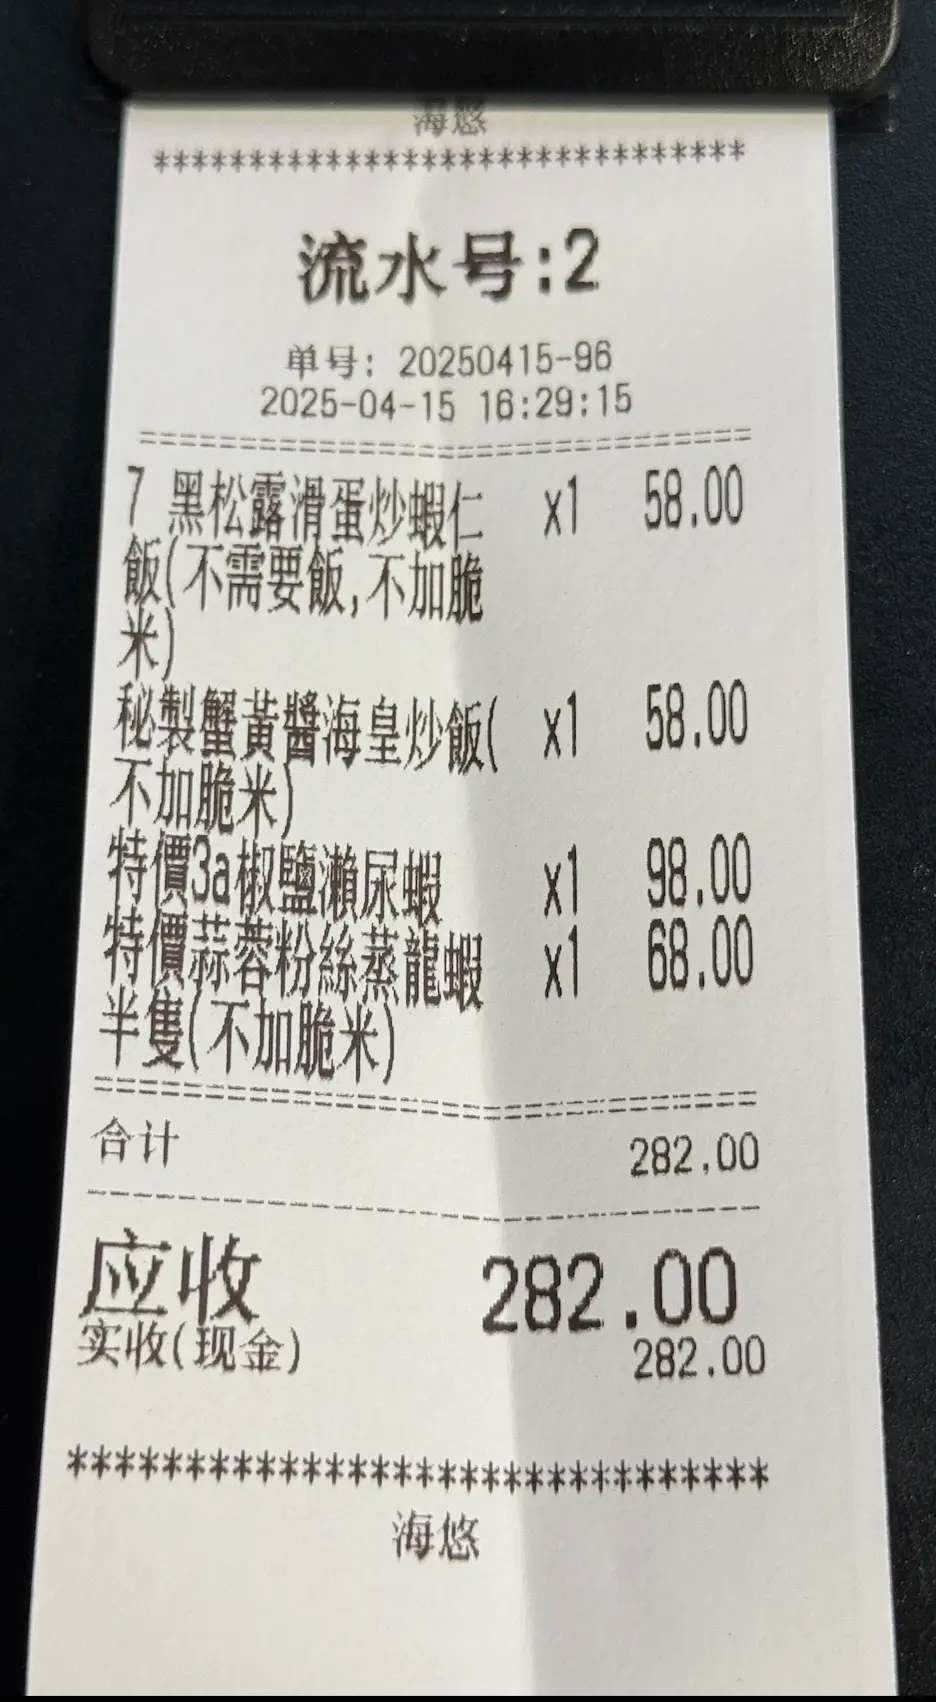 海悠
********************************
流水号:2
单号: 20250415-96
2025-04-15 16:29:15
7 黑松露滑蛋炒蝦仁 x1 58.00
飯(不需要飯,不加脆
米)
秘製蟹黃醬海皇炒飯( x1 58.00
不加脆米)
特價3a椒鹽瀨尿蝦 x1 98.00
特價蒜蓉粉絲蒸龍蝦 x1 68.00
半隻(不加脆米)
合计 282.00
应收 282.00
实收(现金) 282.00
********************************
海悠